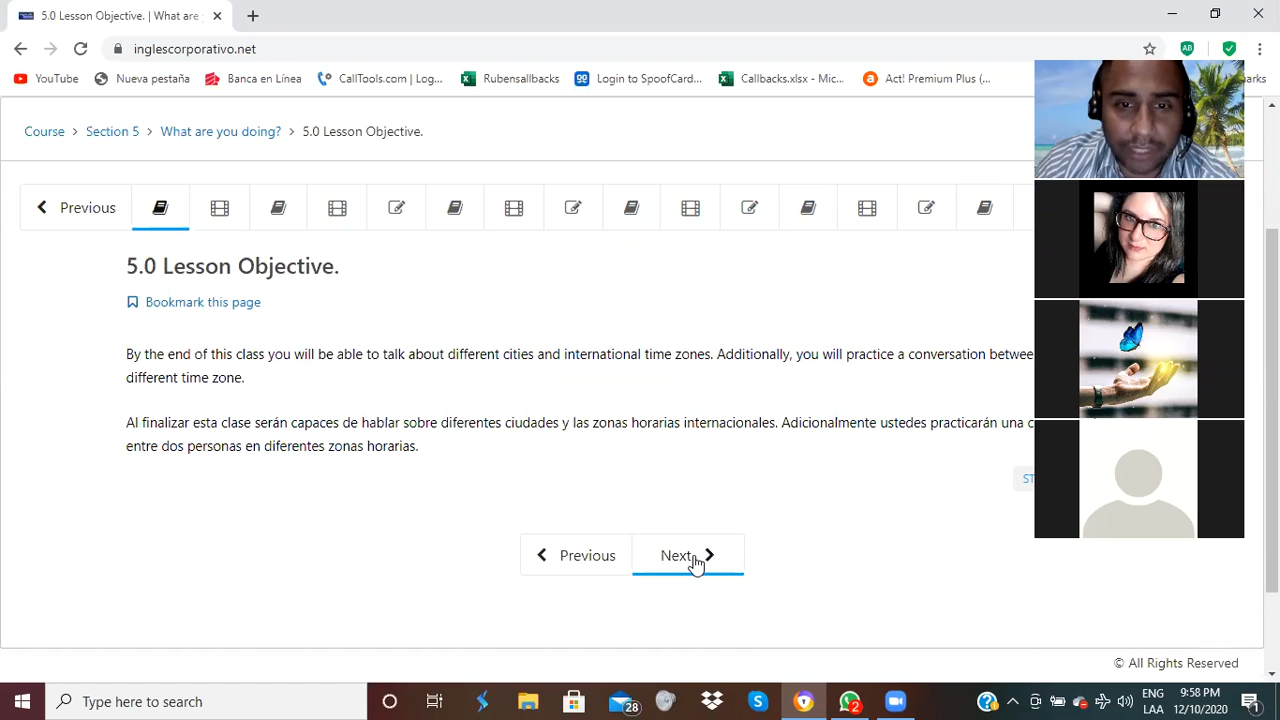 5.0 Lesson Objective. | What are
inglescorporativo.net
YouTube
Nueva pestaña
Banca en Línea
CallTools.com | Log...
Rubensallbacks
Login to SpoofCard...
Callbacks.xlsx - Mic...
Act! Premium Plus (...
Course > Section 5 > What are you doing? > 5.0 Lesson Objective.
Previous
5.0 Lesson Objective.
Bookmark this page
By the end of this class you will be able to talk about different cities and international time zones. Additionally, you will practice a conversation betwee
different time zone.
Al finalizar esta clase serán capaces de hablar sobre diferentes ciudades y las zonas horarias internacionales. Adicionalmente ustedes practicarán una c
entre dos personas en diferentes zonas horarias.
ST
Previous
Next
© All Rights Reserved
Type here to search
28
2
ENG
LAA
9:58 PM
12/10/2020
1